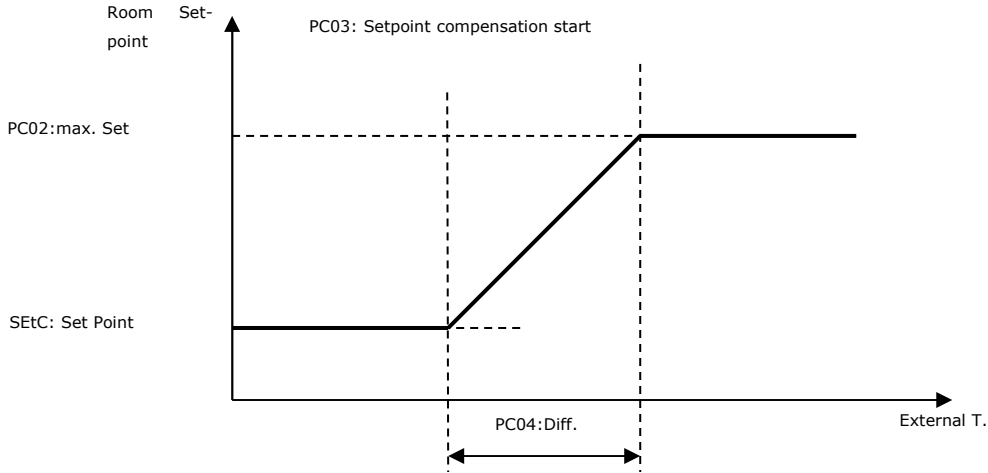 Room Set-
point
PC03: Setpoint compensation start
PC02:max. Set
SEtC: Set Point
PC04:Diff.
External T.